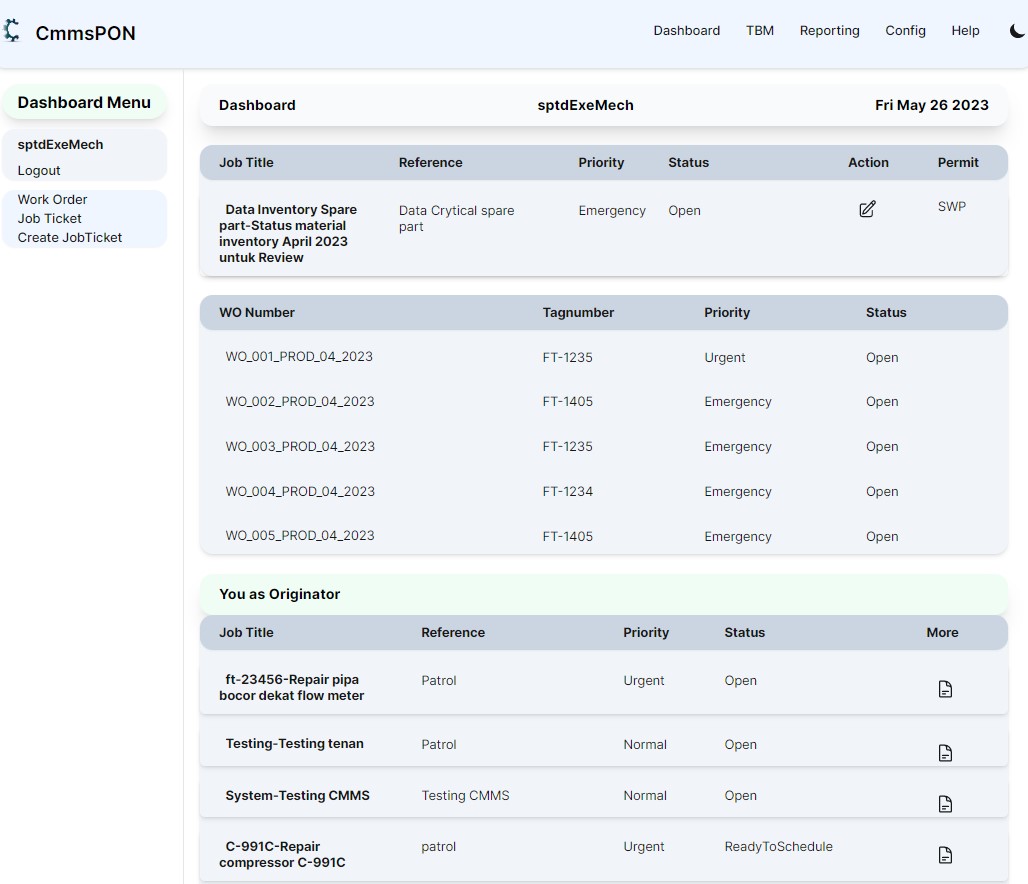 CmmsPON
Dashboard TBM Reporting Config Help
Dashboard Menu
sptdExeMech
Logout
Work Order
Job Ticket
Create JobTicket
Dashboard sptdExeMech Fri May 26 2023
Job Title Reference Priority Status Action Permit
Data Inventory Spare Data Crytical spare Emergency Open SWP
part-Status material part
inventory April 2023
untuk Review
WO Number Tagnumber Priority Status
WO_001_PROD_04_2023 FT-1235 Urgent Open
WO_002_PROD_04_2023 FT-1405 Emergency Open
WO_003_PROD_04_2023 FT-1235 Emergency Open
WO_004_PROD_04_2023 FT-1234 Emergency Open
WO_005_PROD_04_2023 FT-1405 Emergency Open
You as Originator
Job Title Reference Priority Status More
ft-23456-Repair pipa Patrol Urgent Open
bocor dekat flow meter
Testing-Testing tenan Patrol Normal Open
System-Testing CMMS Testing CMMS Normal Open
C-991C-Repair patrol Urgent ReadyToSchedule
compressor C-991C